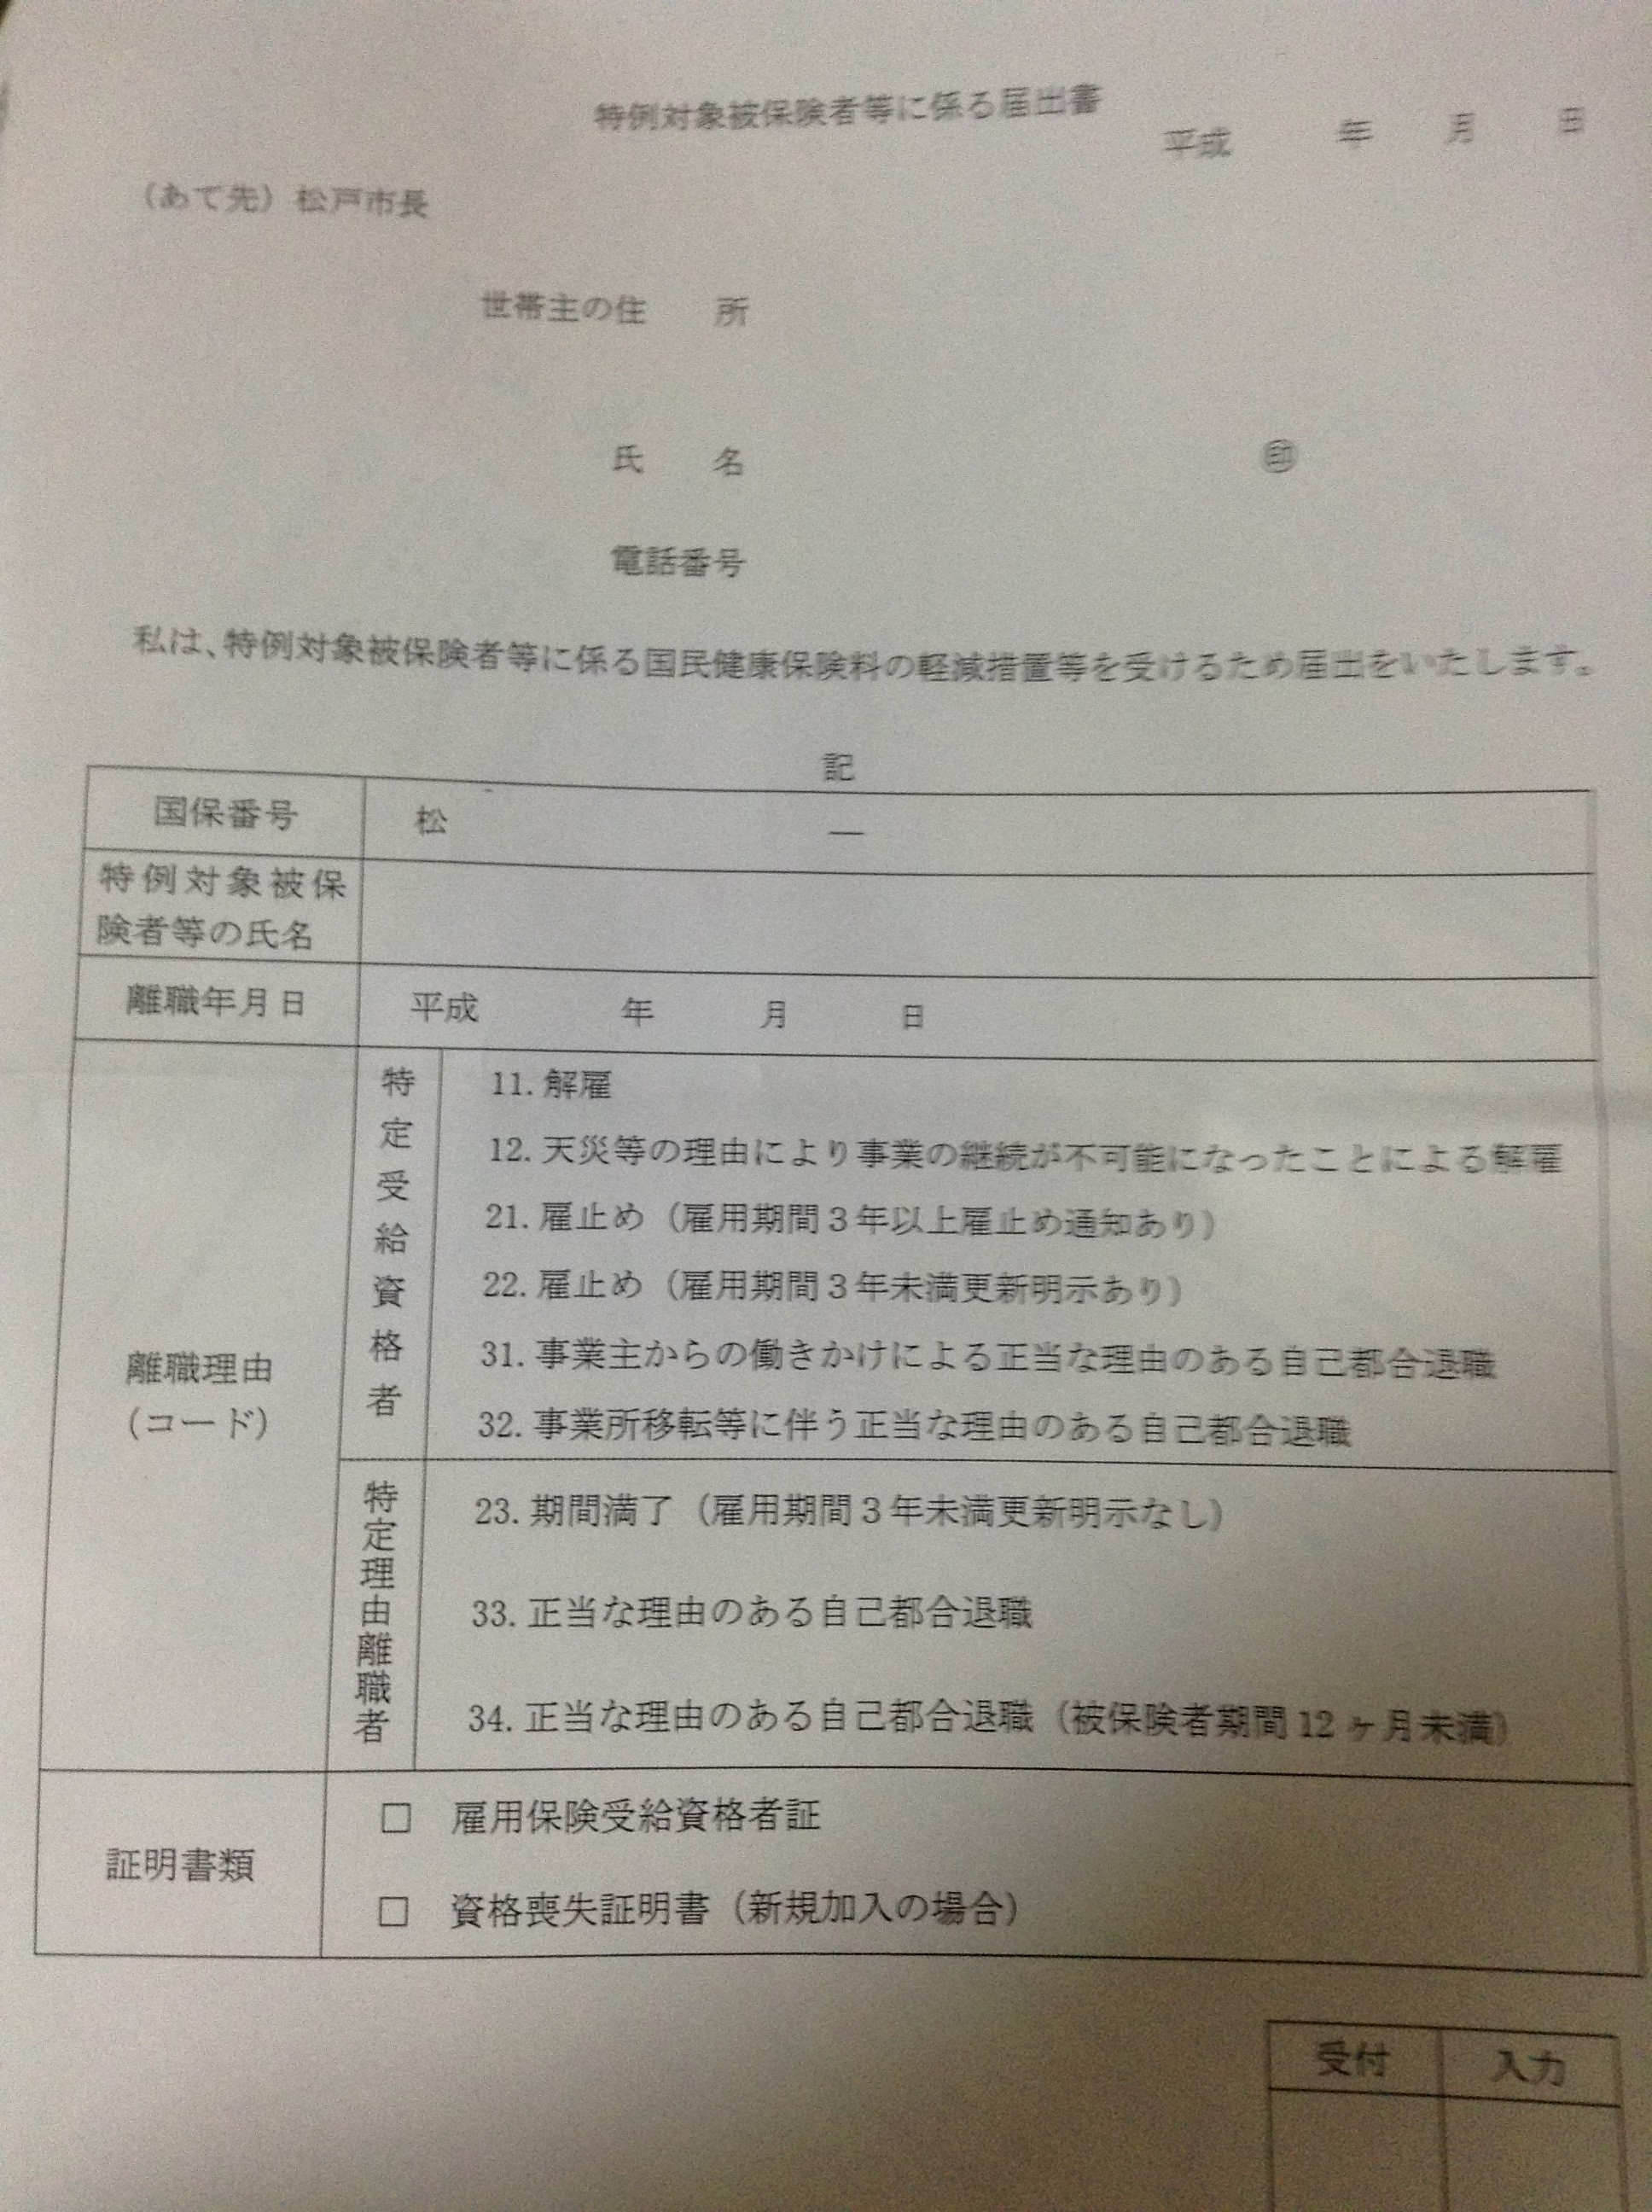 特例対象被保険者等に係る届出書
平成 年 月 日
（あて先）松戸市長
世帯主の住 所
氏 名 ㊞
電話番号
私は、特例対象被保険者等に係る国民健康保険料の軽減措置等を受けるため届出をいたします。
記
国保番号 松 ―
特例対象被保
険者等の氏名
離職年月日 平成 年 月 日
離職理由
（コード）
特定受給資格者
11. 解雇
12. 天災等の理由により事業の継続が不可能になったことによる解雇
21. 雇止め（雇用期間３年以上雇止め通知あり）
22. 雇止め（雇用期間３年未満更新明示あり）
31. 事業主からの働きかけによる正当な理由のある自己都合退職
32. 事業所移転等に伴う正当な理由のある自己都合退職
特定理由離職者
23. 期間満了（雇用期間３年未満更新明示なし）
33. 正当な理由のある自己都合退職
34. 正当な理由のある自己都合退職（被保険者期間 12 ヶ月未満）
証明書類
□ 雇用保険受給資格者証
□ 資格喪失証明書（新規加入の場合）
受付 入力